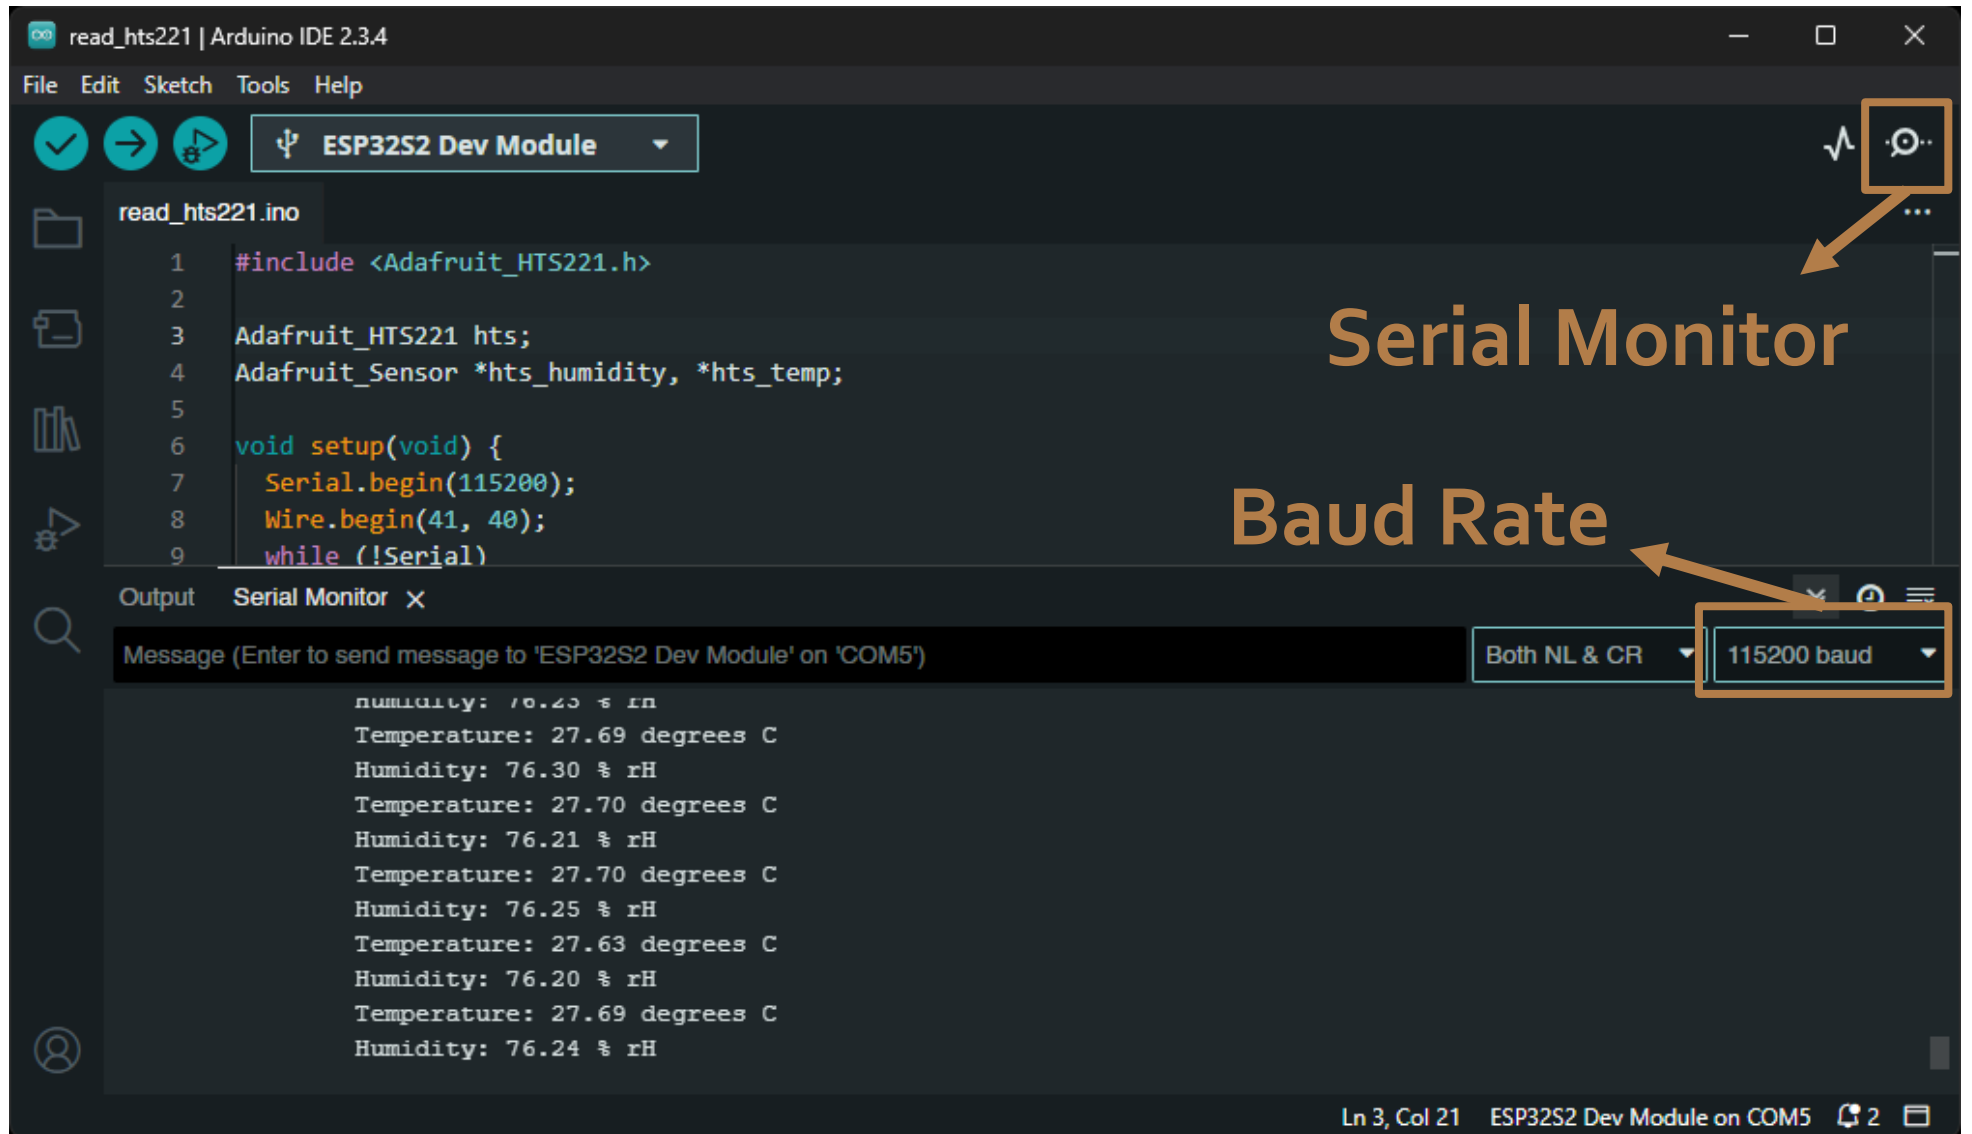 read_hts221 | Arduino IDE 2.3.4
File Edit Sketch Tools Help
ESP32S2 Dev Module
read_hts221.ino
1 #include <Adafruit_HTS221.h>
2
3 Adafruit_HTS221 hts;
4 Adafruit_Sensor *hts_humidity, *hts_temp;
5
6 void setup(void) {
7 Serial.begin(115200);
8 Wire.begin(41, 40);
9 while (!Serial)
Serial Monitor
Baud Rate
Output Serial Monitor
Message (Enter to send message to 'ESP32S2 Dev Module' on 'COM5')
Both NL & CR
115200 baud
Humidity: 76.23 % rH
Temperature: 27.69 degrees C
Humidity: 76.30 % rH
Temperature: 27.70 degrees C
Humidity: 76.21 % rH
Temperature: 27.70 degrees C
Humidity: 76.25 % rH
Temperature: 27.63 degrees C
Humidity: 76.20 % rH
Temperature: 27.69 degrees C
Humidity: 76.24 % rH
Ln 3, Col 21 ESP32S2 Dev Module on COM5 2